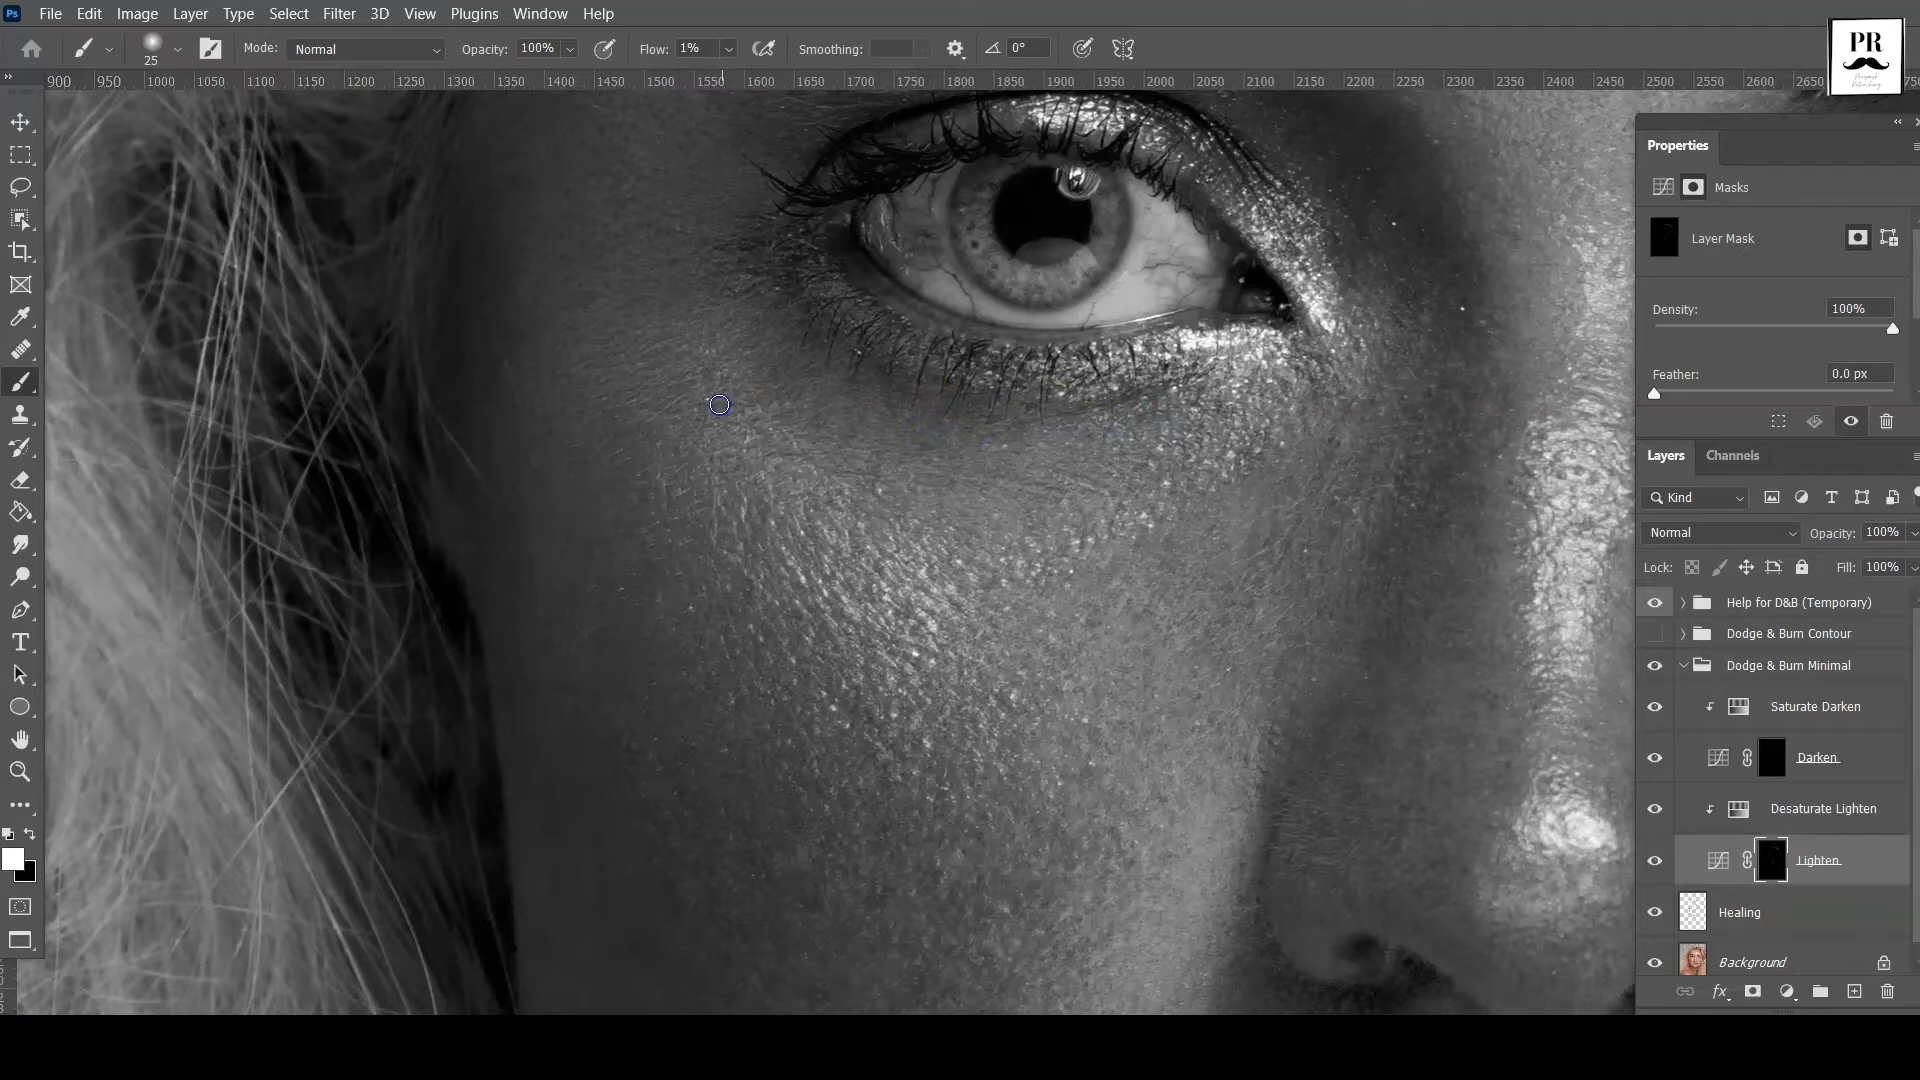 Ps File Edit Image Layer Type Select Filter 3D View Plugins Window Help
25 Mode: Normal Opacity: 100% Flow: 1% Smoothing: 0°
PR
900 950 1000 1050 1100 1150 1200 1250 1300 1350 1400 1450 1500 1550 1600 1650 1700 1750 1800 1850 1900 1950 2000 2050 2100 2150 2200 2250 2300 2350 2400 2450 2500 2550 2600 2650
Properties
Masks
Layer Mask
Density: 100%
Feather: 0.0 px
Layers Channels
Kind
Normal Opacity: 100%
Lock: Fill: 100%
Help for D&B (Temporary)
Dodge & Burn Contour
Dodge & Burn Minimal
Saturate Darken
Darken
Desaturate Lighten
Lighten
Healing
Background
fx